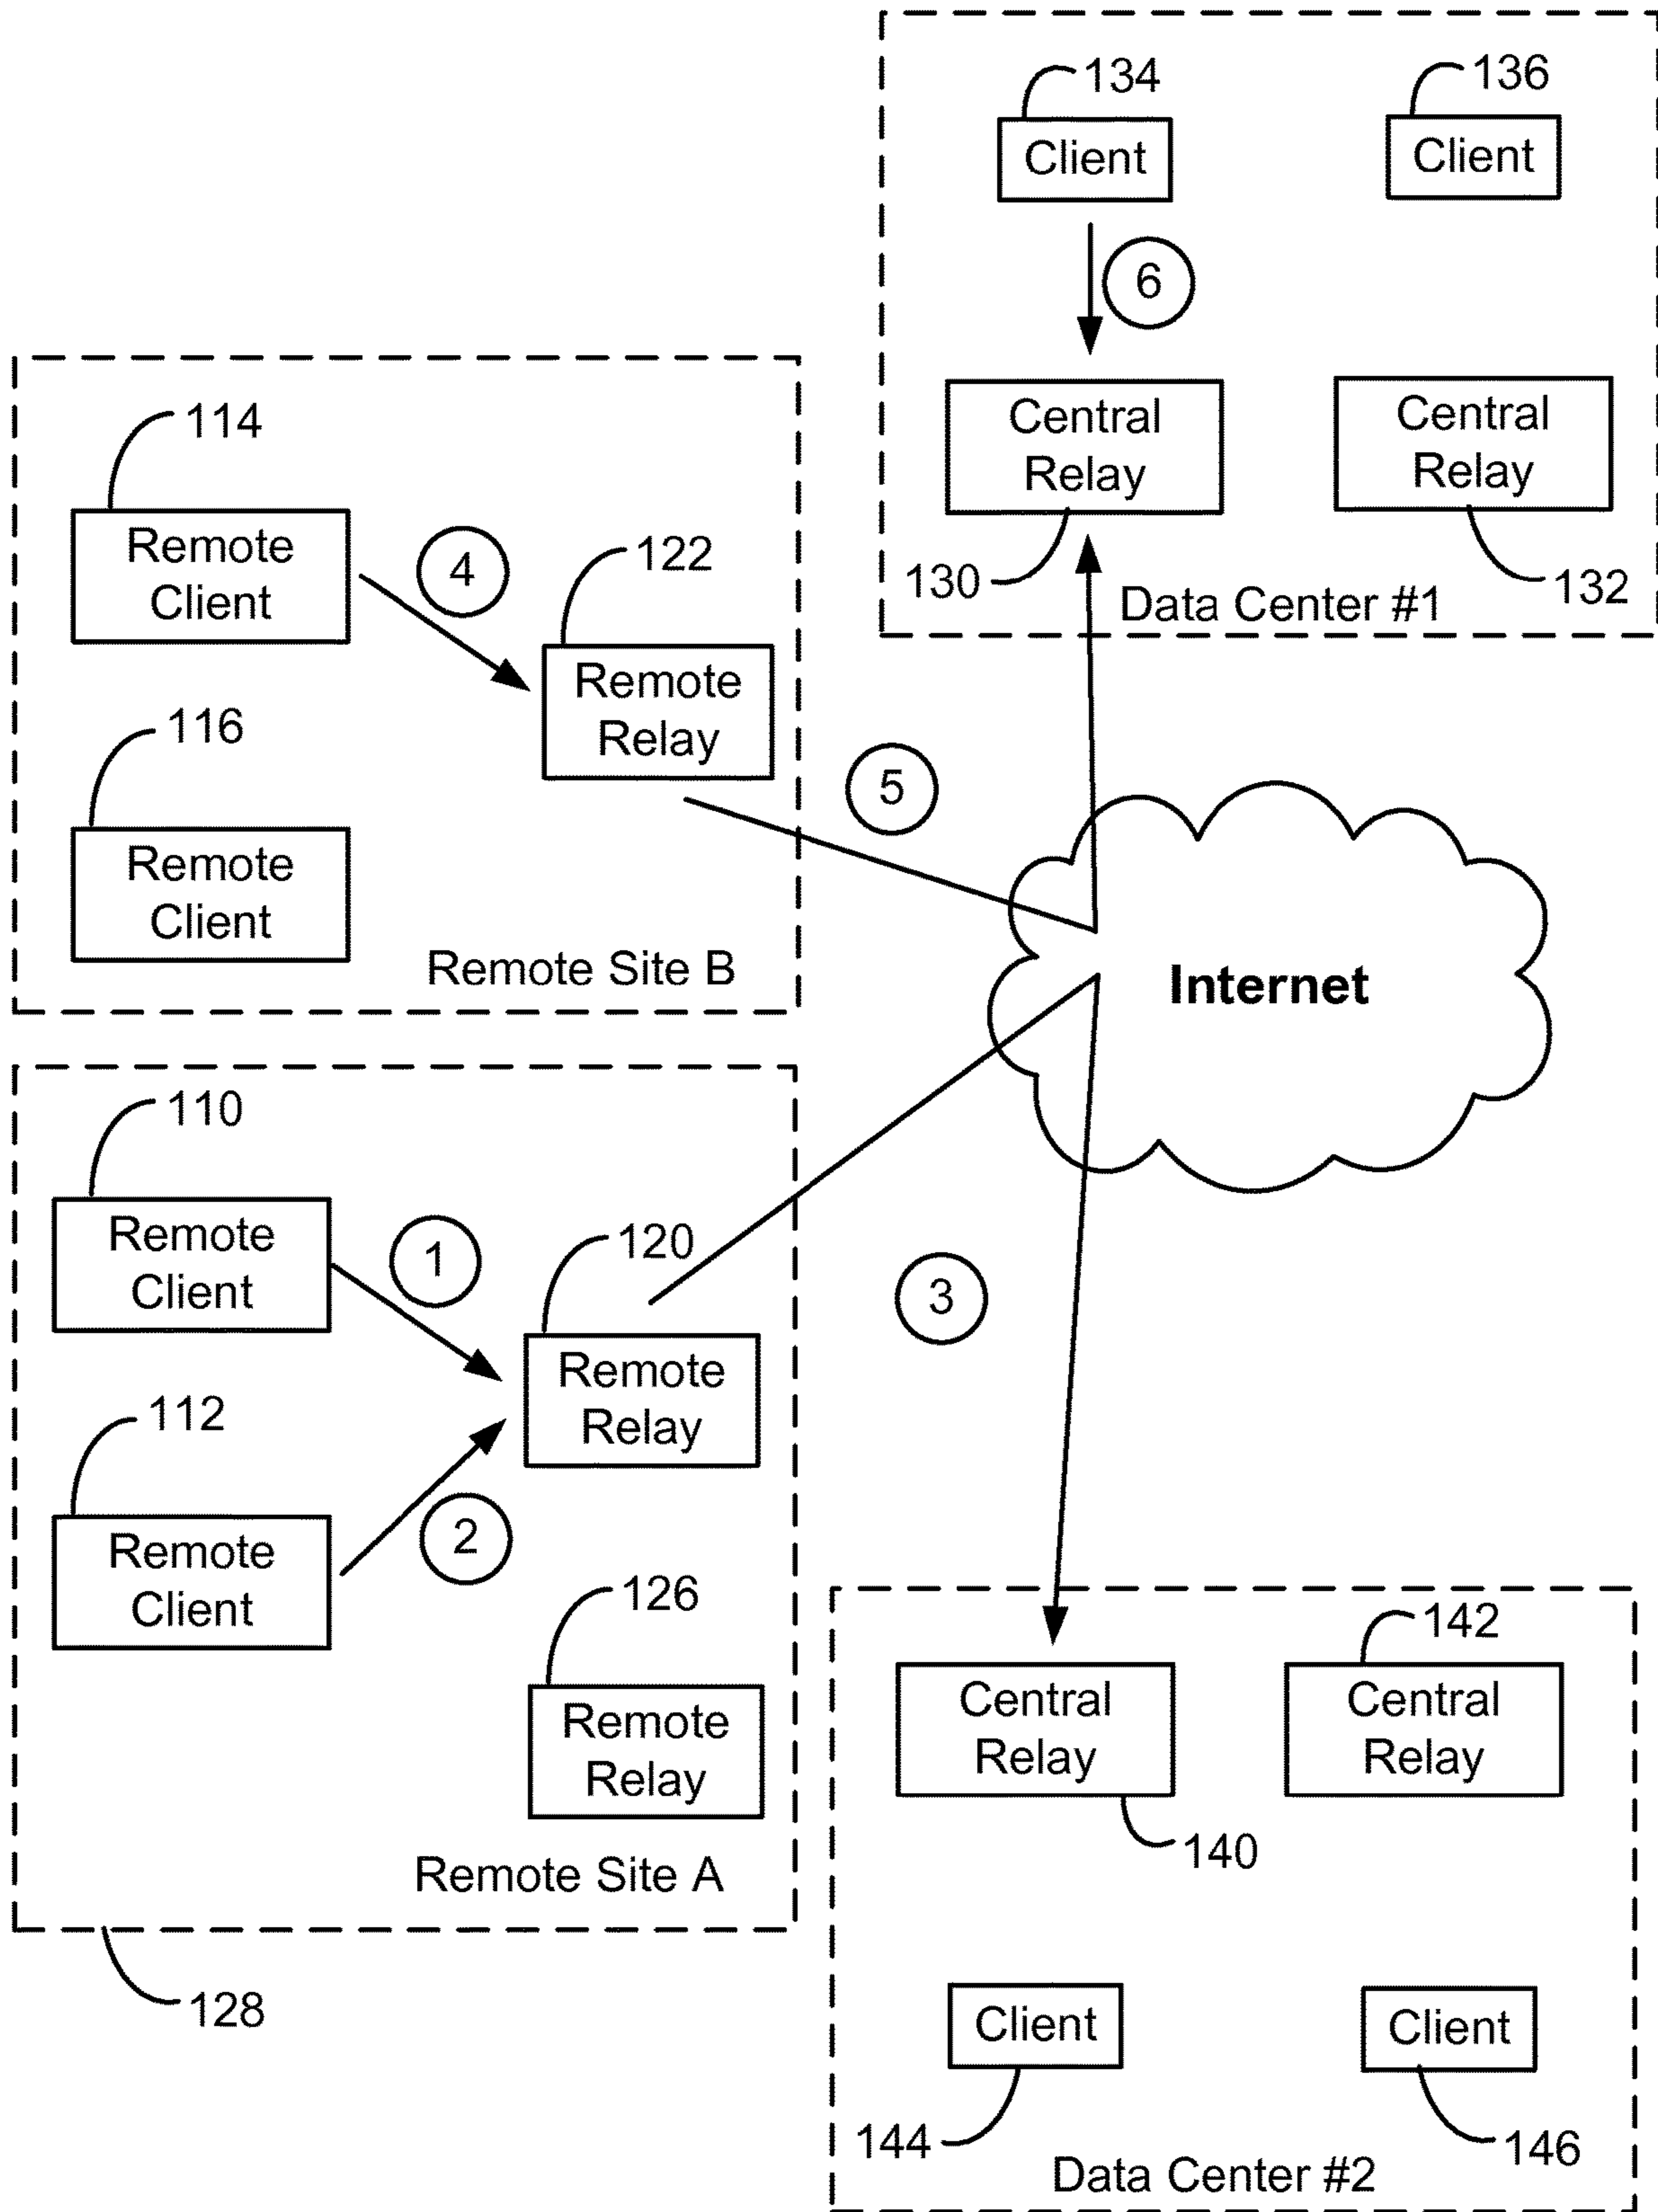 134
136
Client
Client
6
Central
Relay
Central
Relay
130
132
Data Center #1
114
Remote
Client
4
122
Remote
Relay
116
Remote
Client
5
Remote Site B
Internet
110
Remote
Client
1
120
Remote
Relay
3
112
Remote
Client
2
126
Remote
Relay
Remote Site A
128
142
Central
Relay
Central
Relay
140
Client
Client
144
146
Data Center #2